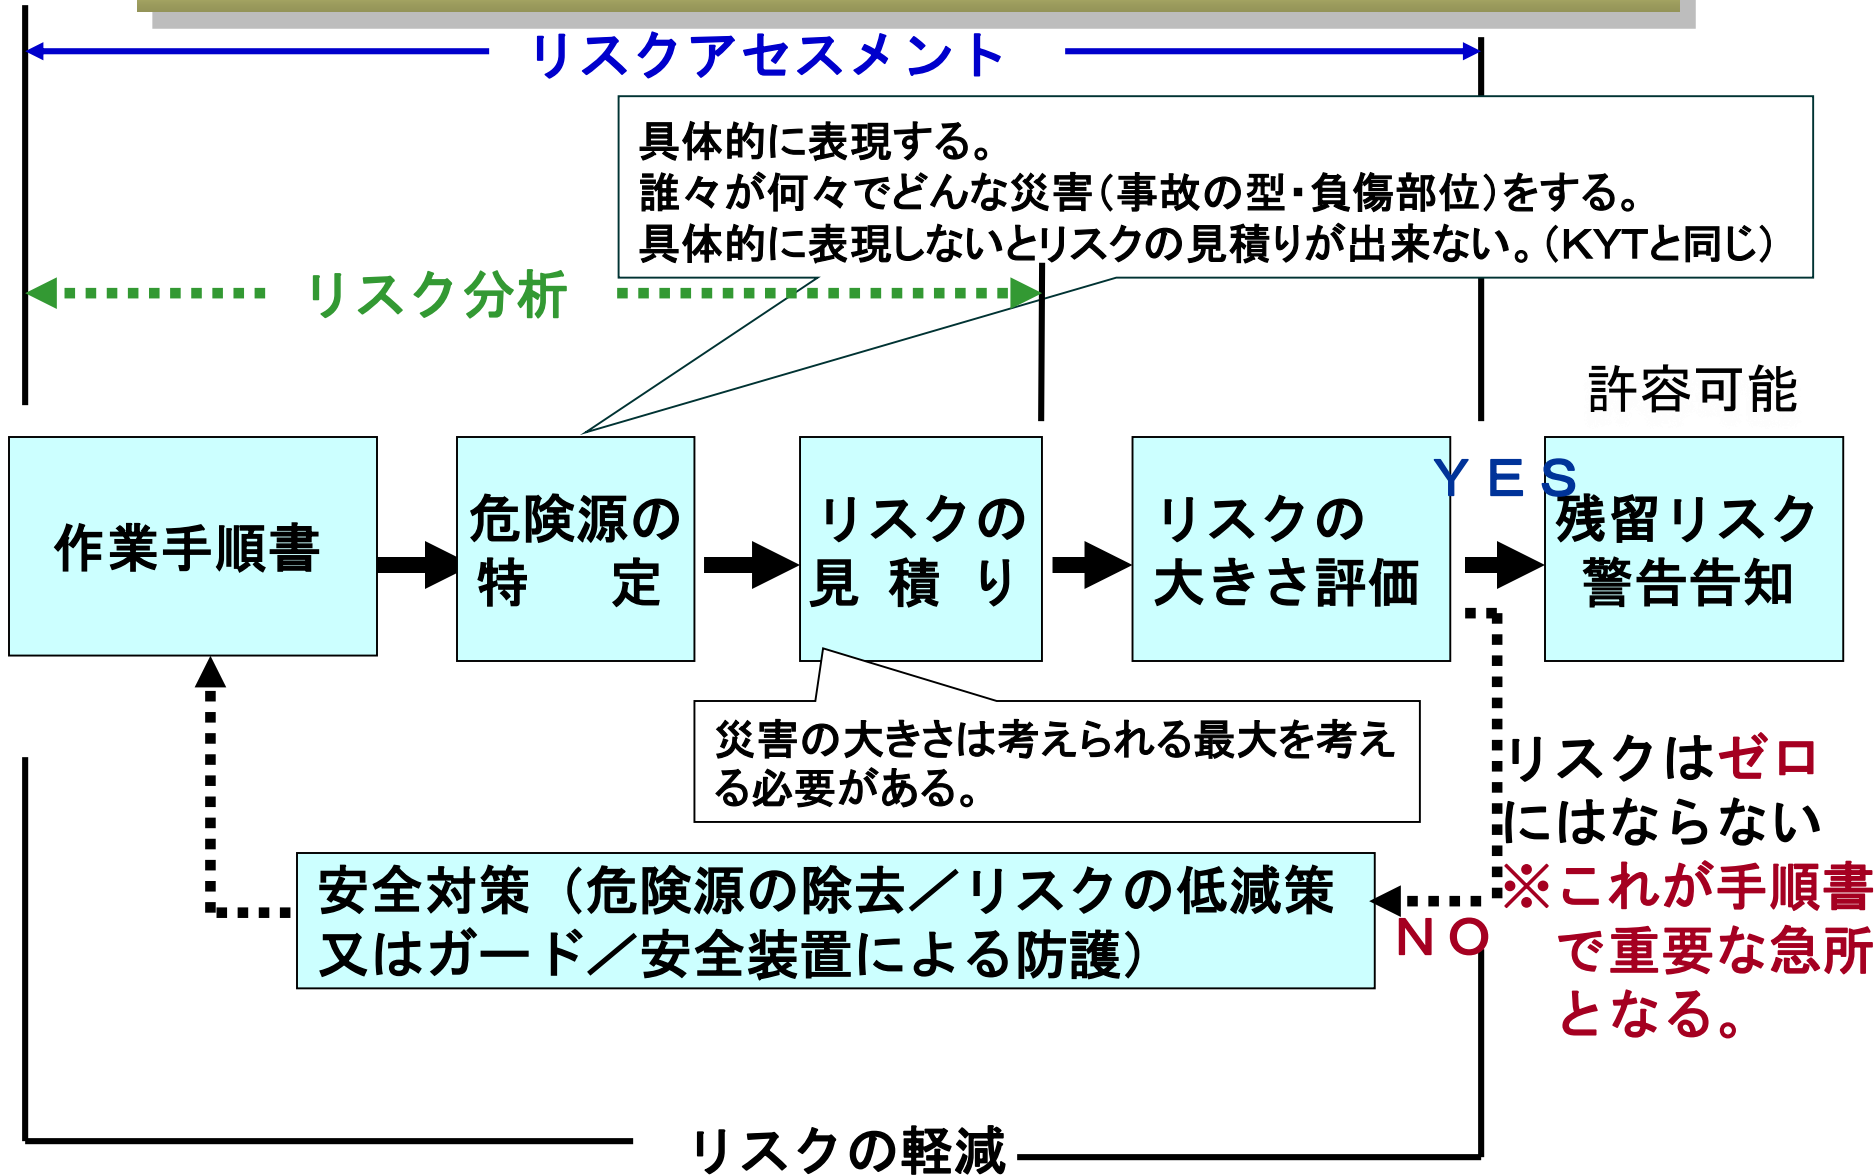 リスクアセスメント
具体的に表現する。
誰々が何々でどんな災害（事故の型・負傷部位）をする。
具体的に表現しないとリスクの見積りが出来ない。（KYTと同じ）
リスク分析
許容可能
作業手順書
危険源の
特　定
リスクの
見 積 り
リスクの
大きさ評価
ＹＥＳ
残留リスク
警告告知
災害の大きさは考えられる最大を考え
る必要がある。
リスクはゼロ
にはならない
※これが手順書
で重要な急所
となる。
安全対策（危険源の除去／リスクの低減策
又はガード／安全装置による防護）
ＮＯ
リスクの軽減